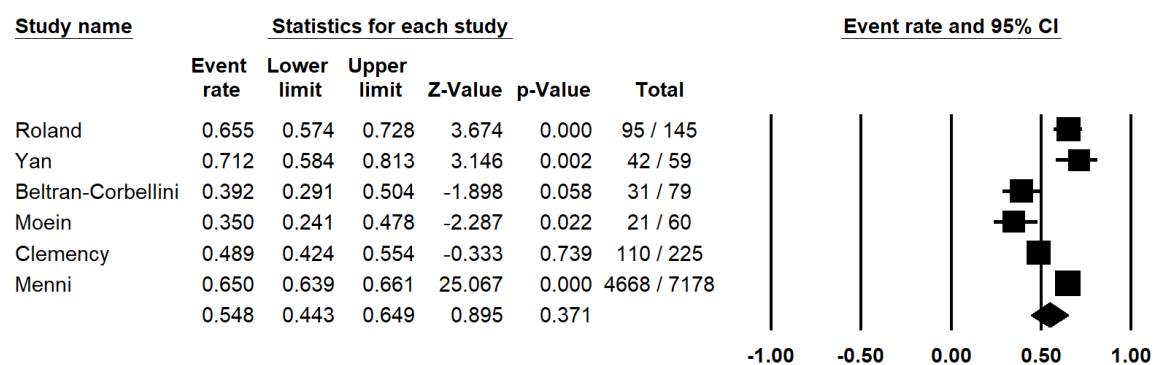 Study name Statistics for each study Event rate and 95% CI
Event Lower Upper
rate limit limit Z-Value p-Value Total
Roland 0.655 0.574 0.728 3.674 0.000 95 / 145
Yan 0.712 0.584 0.813 3.146 0.002 42 / 59
Beltran-Corbellini 0.392 0.291 0.504 -1.898 0.058 31 / 79
Moein 0.350 0.241 0.478 -2.287 0.022 21 / 60
Clemency 0.489 0.424 0.554 -0.333 0.739 110 / 225
Menni 0.650 0.639 0.661 25.067 0.000 4668 / 7178
0.548 0.443 0.649 0.895 0.371
-1.00 -0.50 0.00 0.50 1.00